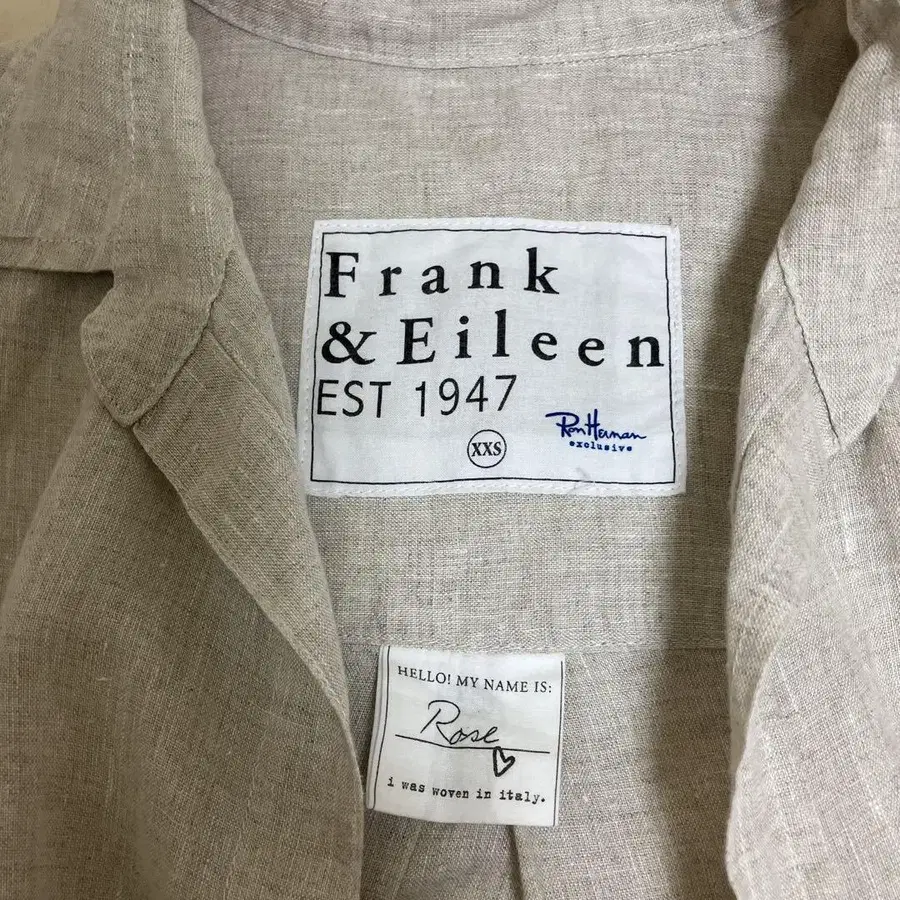 Frank
& Eileen
EST 1947
XXS
Ron Herman
exclusive
HELLO! MY NAME IS:
Rose
i was woven in italy.